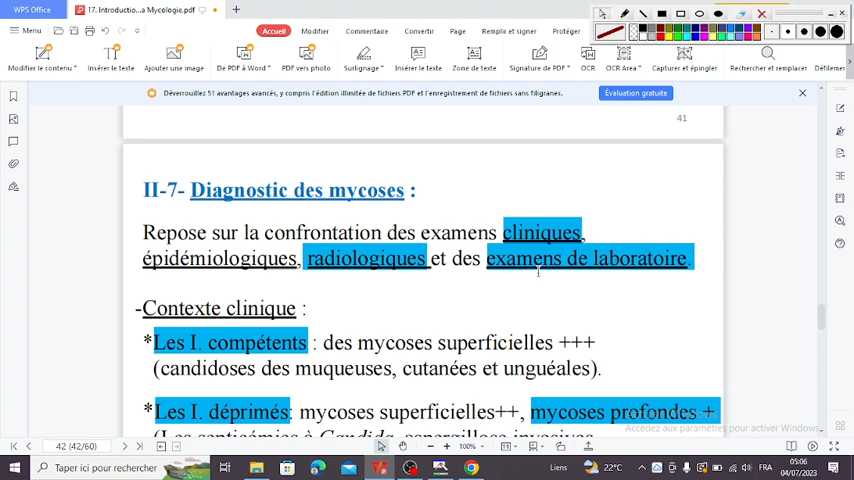 WPS Office
17. Introductio...a Mycologie.pdf
Menu
Accueil
Modifier
Commentaire
Convertir
Page
Remplir et signer
Protéger
Modifier le contenu
Insérer le texte
Ajouter une image
De PDF à Word
PDF vers photo
Surlignage
Insérer le texte
Zone de texte
Signature de PDF
OCR
OCR Area
Capturer et épingler
Rechercher et remplacer
Défilemen
Déverrouillez 51 avantages avancés, y compris l'édition illimitée de fichiers PDF et l'enregistrement de fichiers sans filigranes.
Évaluation gratuite
41
II-7- Diagnostic des mycoses :
Repose sur la confrontation des examens cliniques,
épidémiologiques, radiologiques et des examens de laboratoire.
-Contexte clinique :
*Les I. compétents : des mycoses superficielles +++
(candidoses des muqueuses, cutanées et unguéales).
*Les I. déprimés: mycoses superficielles++, mycoses profondes +
(Les septicémies à Candida, aspergillose invasives
Accédez aux paramètres pour activer Windows.
42 (42/60)
100%
Taper ici pour rechercher
Liens
22°C
FRA
05:06
04/07/2023